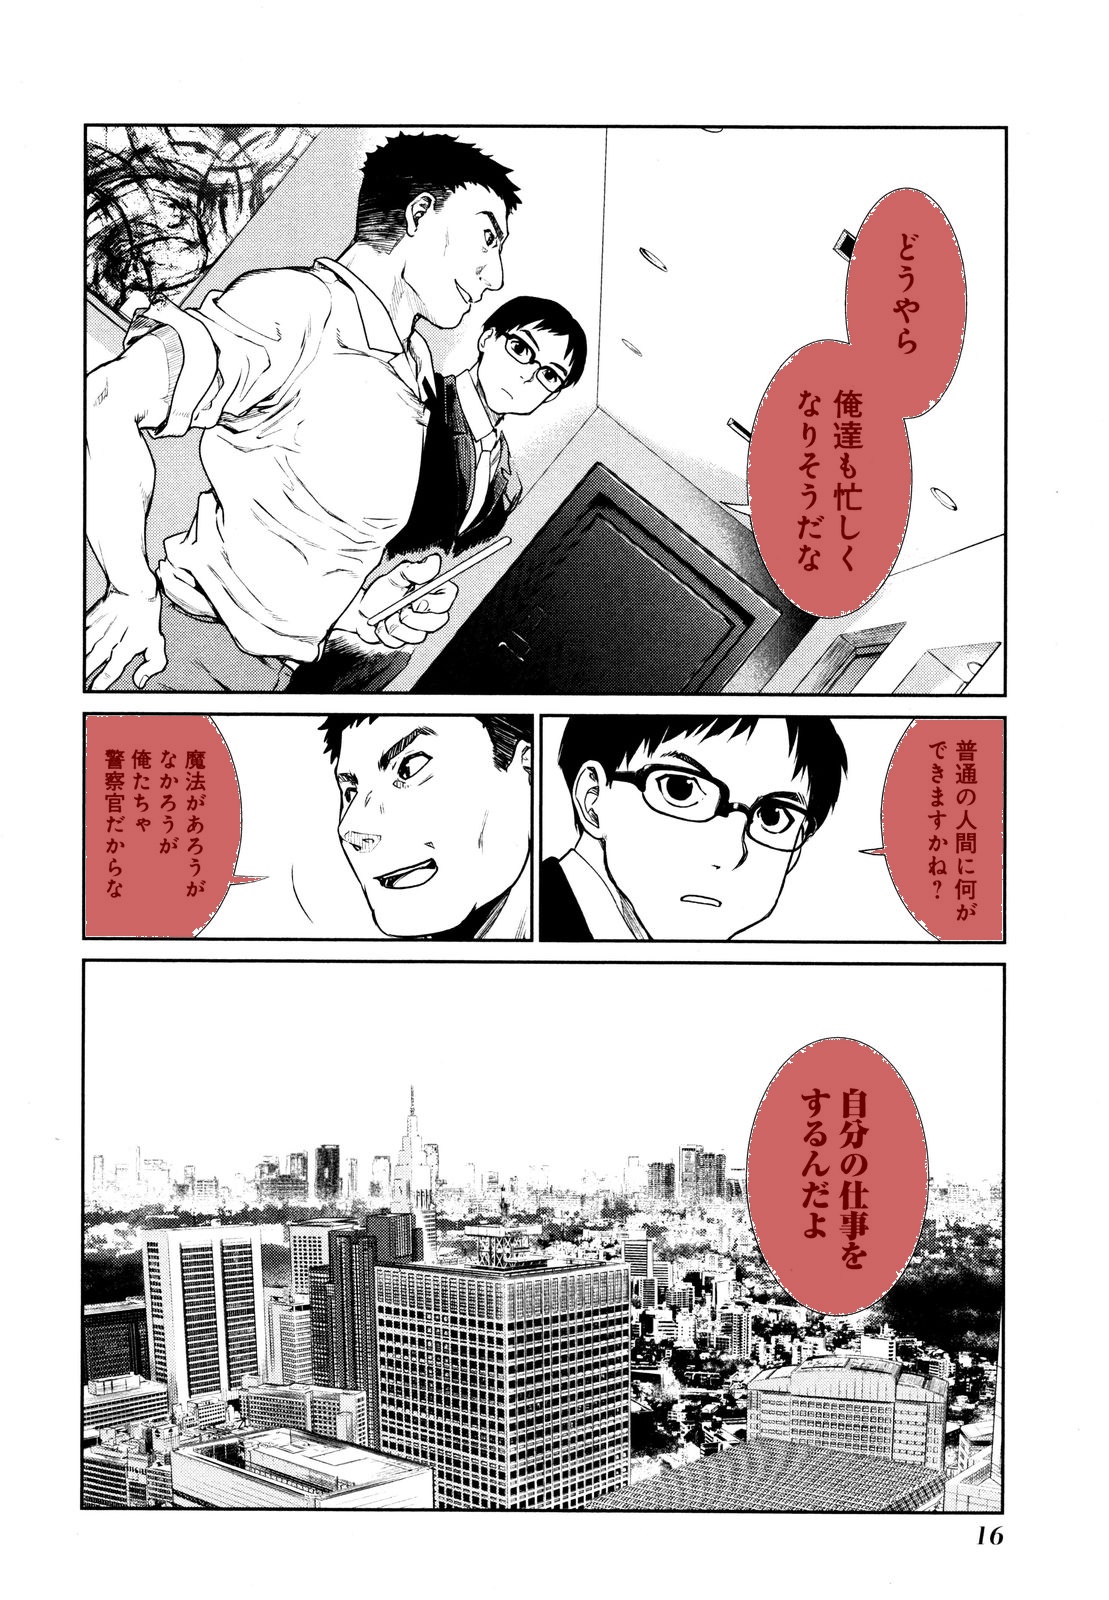 どうやら
俺達も忙しく
なりそうだな
普通の人間に何が
できますかね？
魔法があろうが
なかろうが
俺たちゃ
警察官だからな
自分の仕事を
するんだよ
16